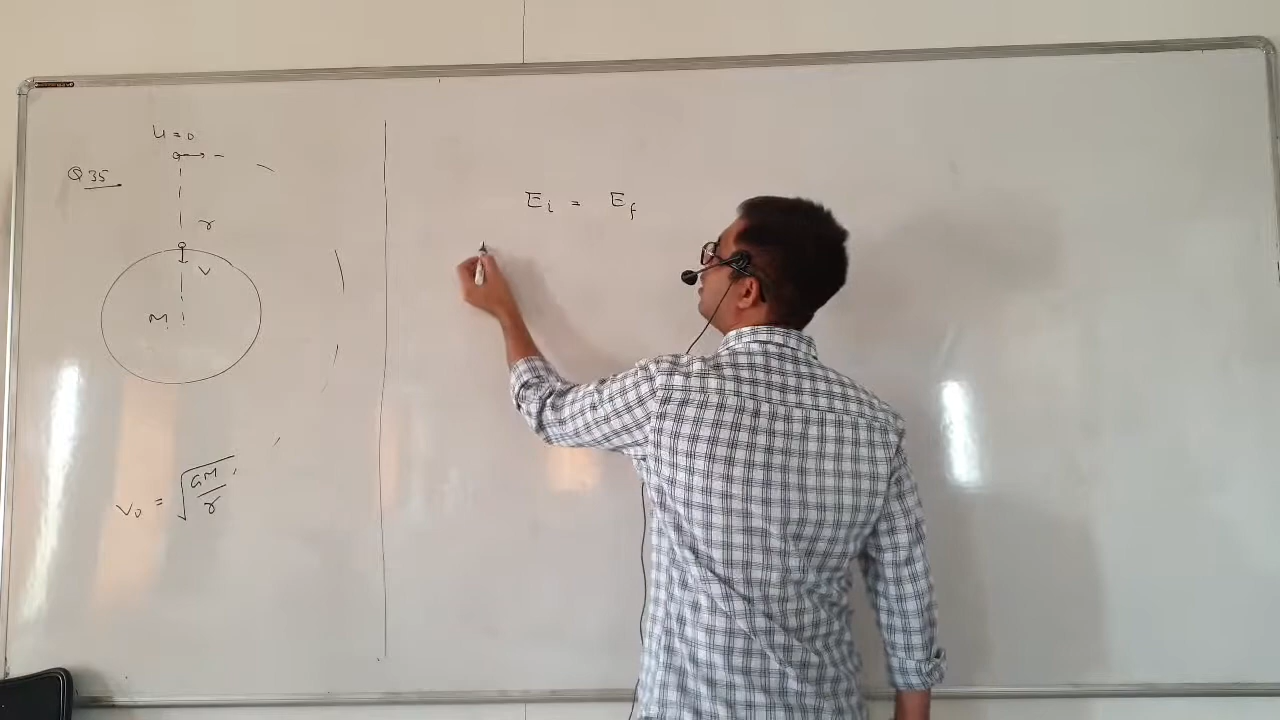 u = 0
Q 35
r
v
M
v₀ = √(GM/r)
Eᵢ = E_f